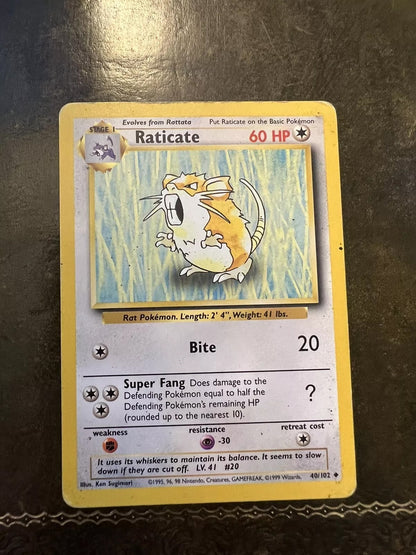 Evolves from Rattata Put Raticate on the Basic Pokémon
STAGE 1
Raticate 60 HP
Rat Pokémon. Length: 2' 4", Weight: 41 lbs.
Bite 20
Super Fang Does damage to the
Defending Pokémon equal to half the
Defending Pokémon's remaining HP
(rounded up to the nearest 10).
?
weakness resistance retreat cost
-30
It uses its whiskers to maintain its balance. It seems to slow
down if they are cut off. LV. 41 #20
Illus. Ken Sugimori ©1995, 96, 98 Nintendo, Creatures, GAMEFREAK. ©1999 Wizards. 40/102